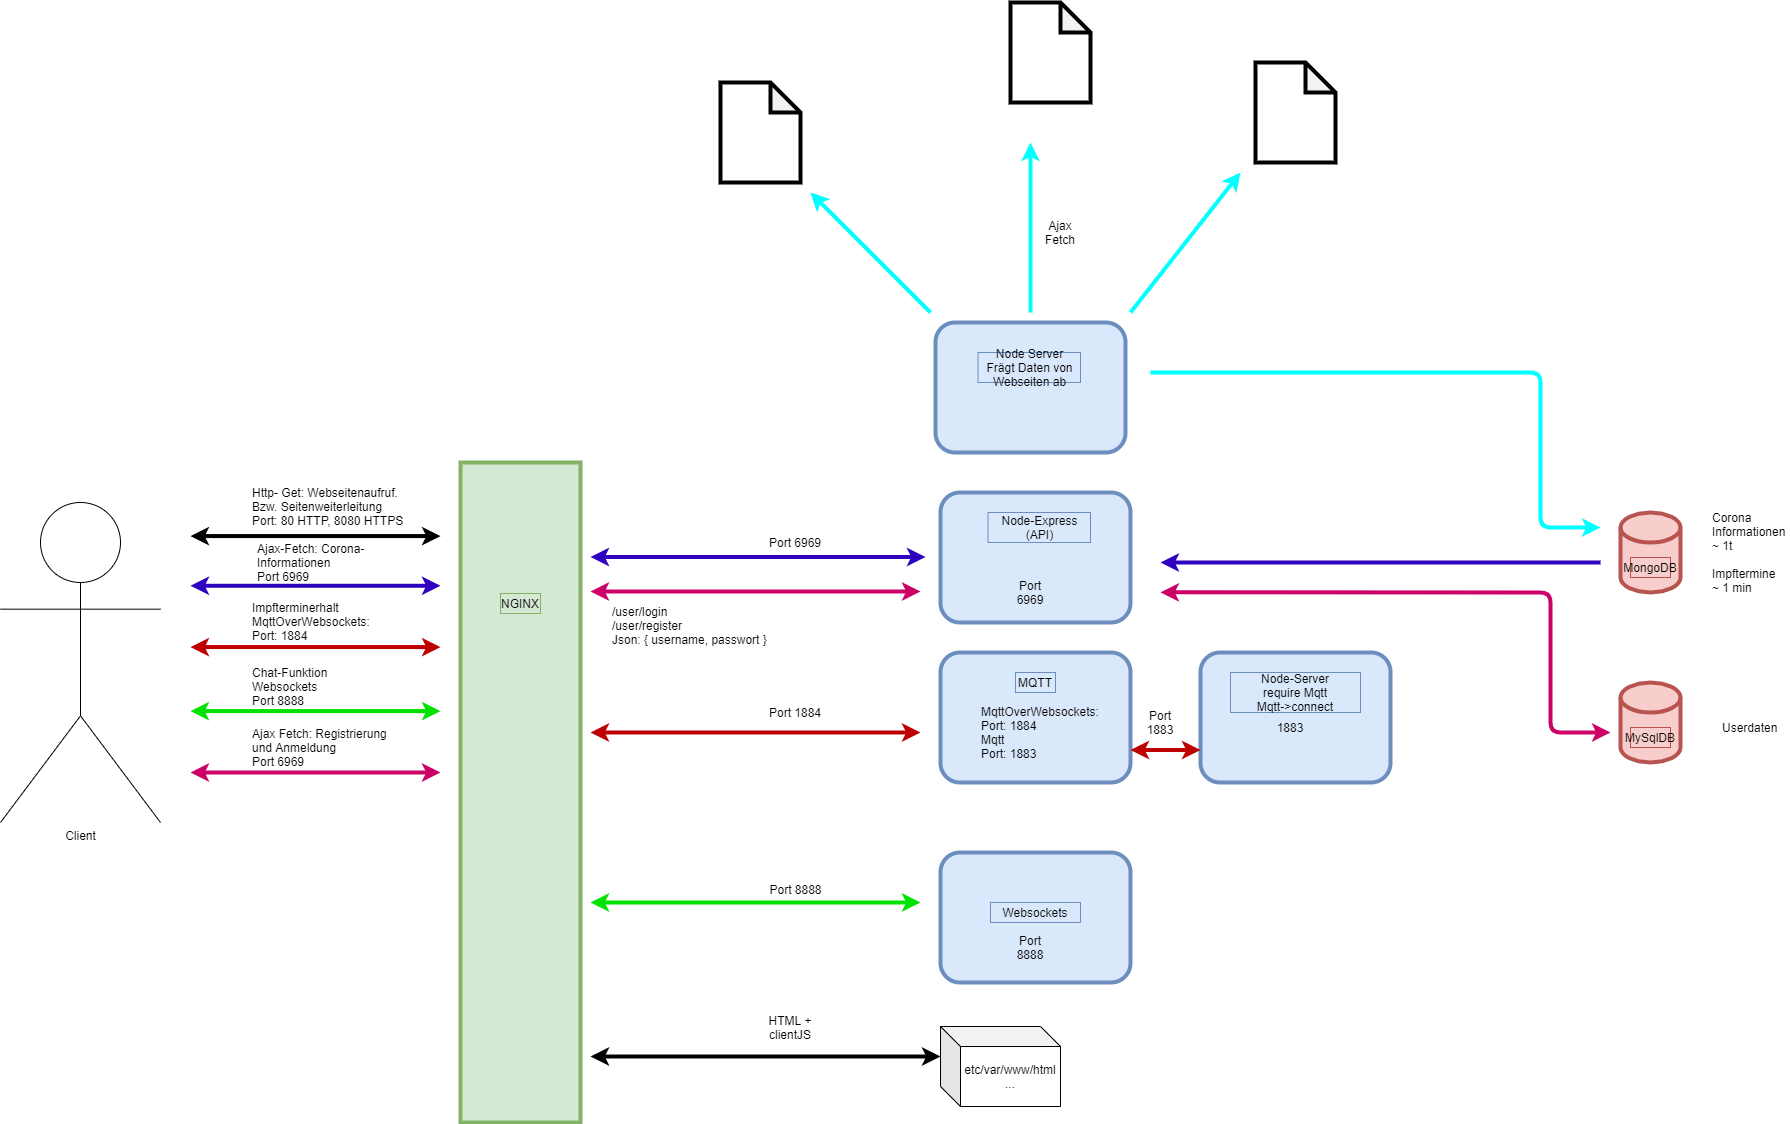 Ajax
Fetch
Node Server
Frägt Daten von
Webseiten ab
Http- Get: Webseitenaufruf.
Bzw. Seitenweiterleitung
Port: 80 HTTP, 8080 HTTPS
Ajax-Fetch: Corona-
Informationen
Port 6969
Impfterminerhalt
MqttOverWebsockets:
Port: 1884
Chat-Funktion
Websockets
Port 8888
Ajax Fetch: Registrierung
und Anmeldung
Port 6969
Client
NGINX
Port 6969
/user/login
/user/register
Json: { username, passwort }
Port 1884
Port 8888
HTML +
clientJS
Node-Express
(API)
Port
6969
MQTT
MqttOverWebsockets:
Port: 1884
Mqtt
Port: 1883
Port
1883
Node-Server
require Mqtt
Mqtt->connect
1883
Websockets
Port
8888
etc/var/www/html
...
MongoDB
Corona
Informationen
~ 1t
Impftermine
~ 1 min
MySqlDB
Userdaten